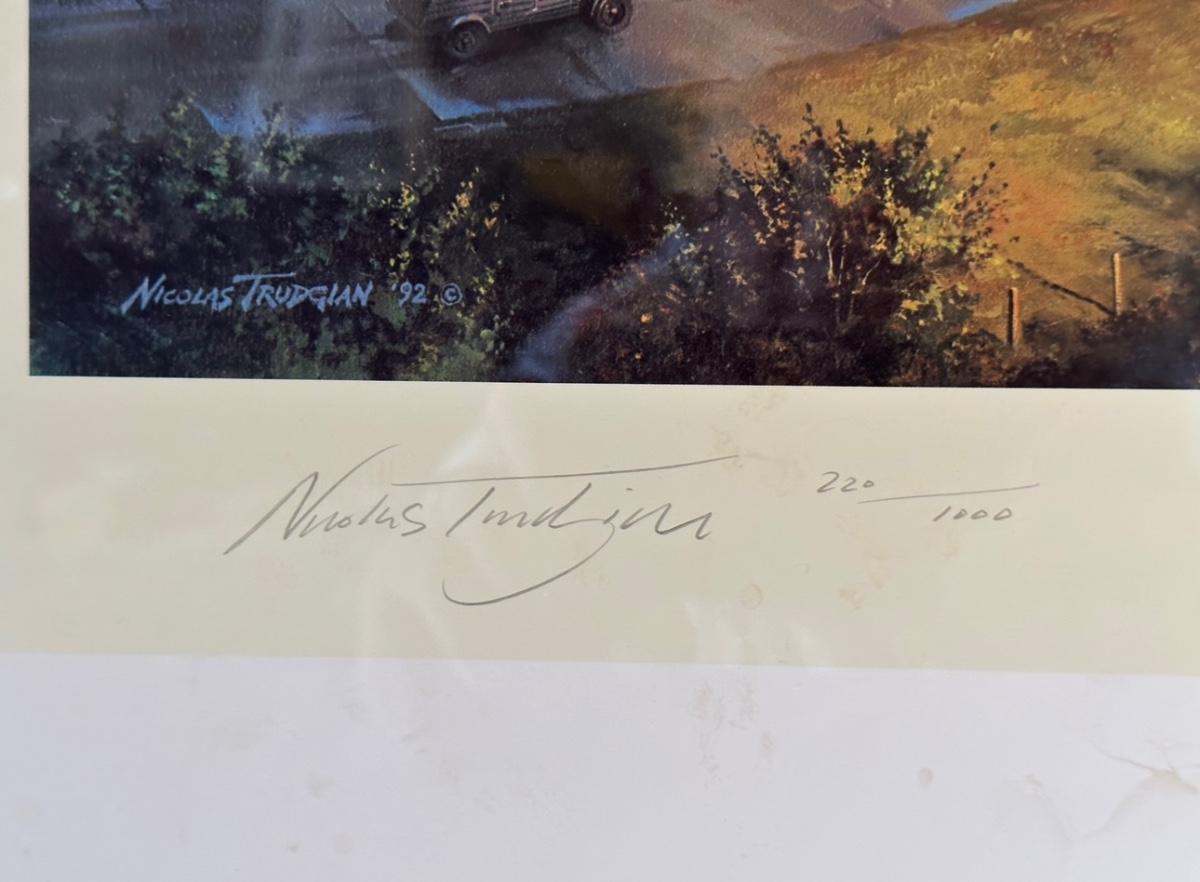 NICOLAS TRUDGIAN '92 ©
Nicolas Trudgian 220/1000